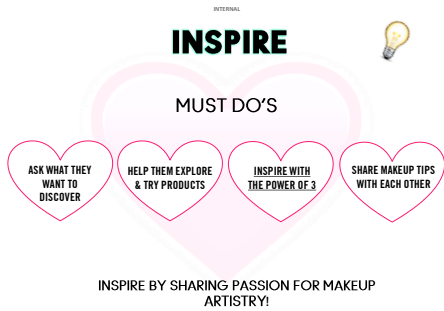 INTERNAL
INSPIRE
MUST DO'S
ASK WHAT THEY
WANT TO
DISCOVER
HELP THEM EXPLORE
& TRY PRODUCTS
INSPIRE WITH
THE POWER OF 3
SHARE MAKEUP TIPS
WITH EACH OTHER
INSPIRE BY SHARING PASSION FOR MAKEUP
ARTISTRY!